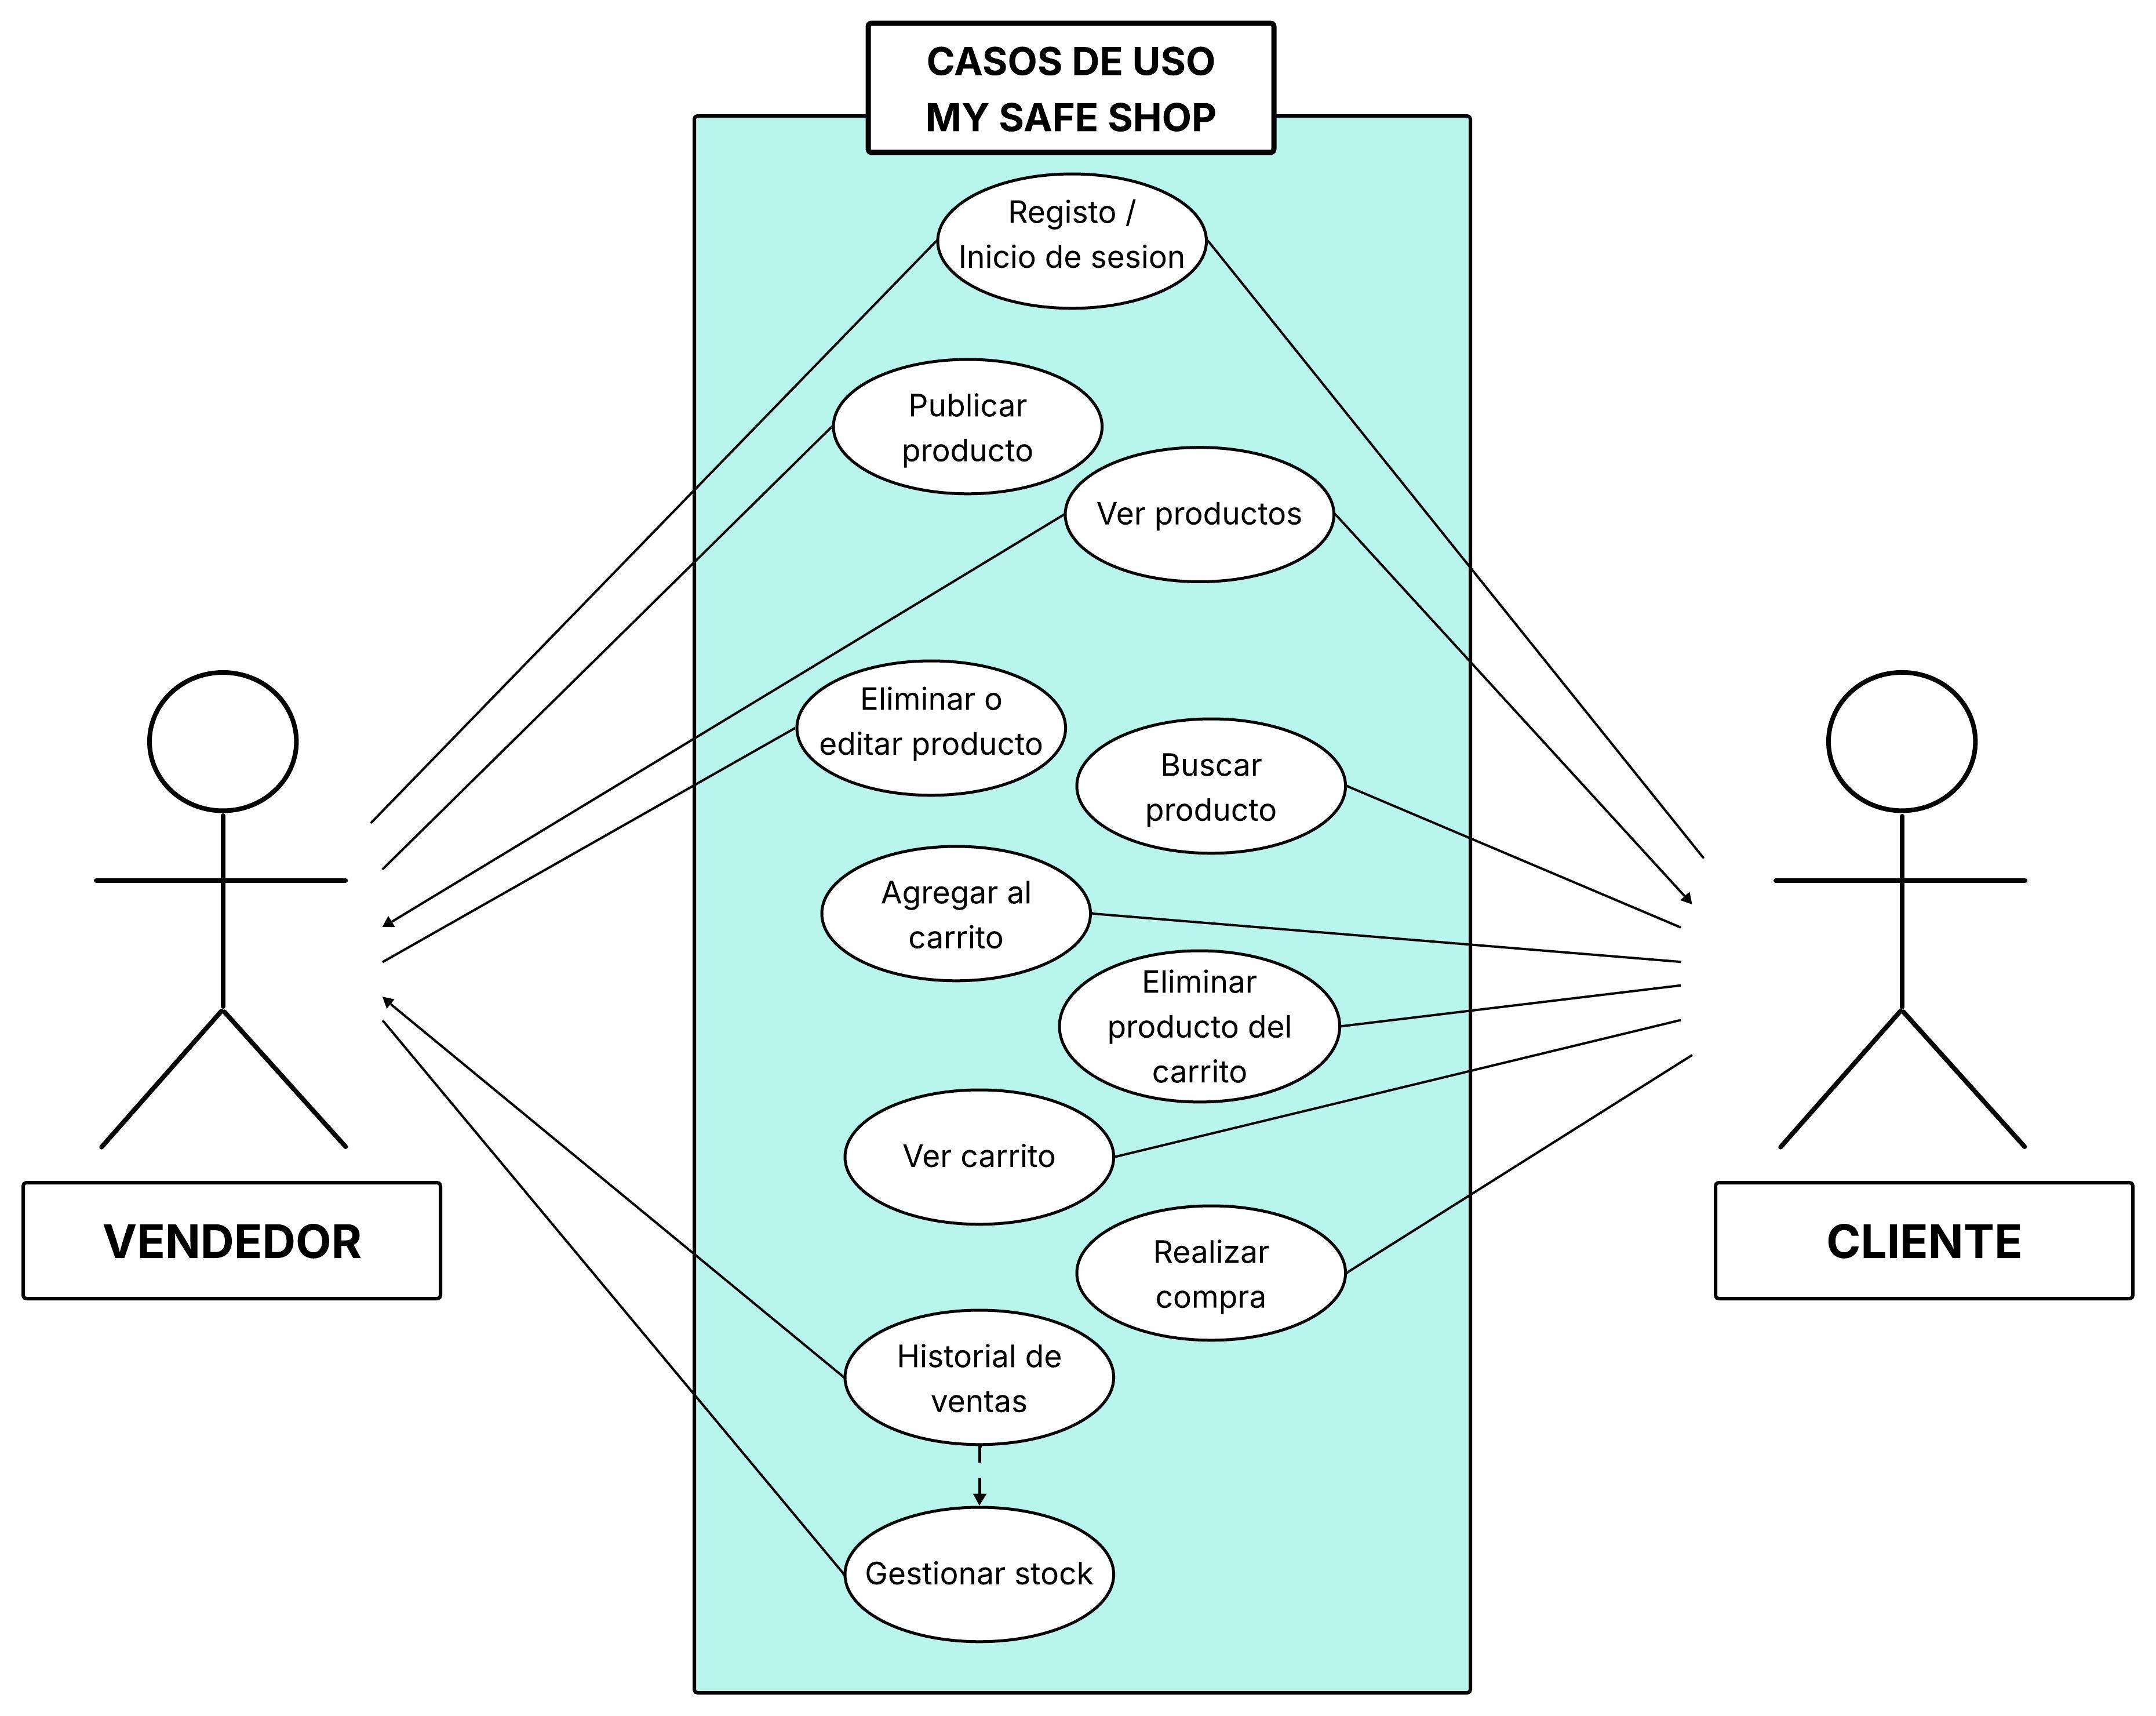 CASOS DE USO
MY SAFE SHOP
Registo /
Inicio de sesion
Publicar
producto
Ver productos
Eliminar o
editar producto
Buscar
producto
Agregar al
carrito
Eliminar
producto del
carrito
Ver carrito
VENDEDOR
CLIENTE
Realizar
compra
Historial de
ventas
Gestionar stock